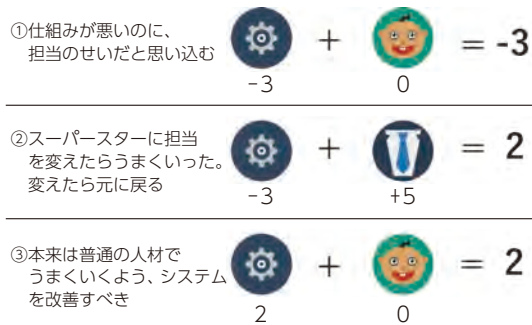 ①仕組みが悪いのに、
担当のせいだと思い込む
+
= -3
-3
0
②スーパースターに担当
を変えたらうまくいった。
変えたら元に戻る
+
= 2
-3
+5
③本来は普通の人材で
うまくいくよう、システム
を改善すべき
+
= 2
2
0